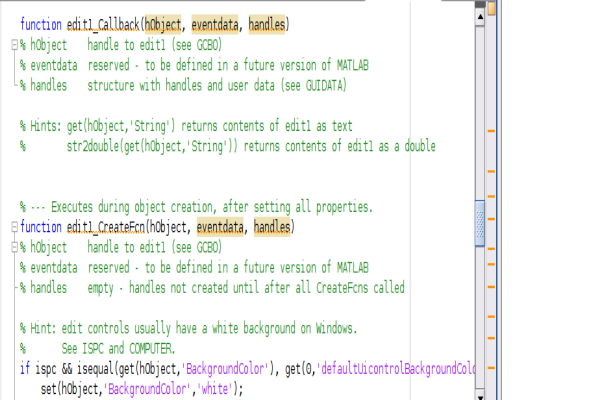 function edit1_Callback(hObject, eventdata, handles)
% hObject    handle to edit1 (see GCBO)
% eventdata  reserved - to be defined in a future version of MATLAB
% handles    structure with handles and user data (see GUIDATA)
% Hints: get(hObject,'String') returns contents of edit1 as text
%        str2double(get(hObject,'String')) returns contents of edit1 as a double
% --- Executes during object creation, after setting all properties.
function edit1_CreateFcn(hObject, eventdata, handles)
% hObject    handle to edit1 (see GCBO)
% eventdata  reserved - to be defined in a future version of MATLAB
% handles    empty - handles not created until after all CreateFcns called
% Hint: edit controls usually have a white background on Windows.
%       See ISPC and COMPUTER.
if ispc && isequal(get(hObject,'BackgroundColor'), get(0,'defaultUicontrolBackgroundColo
    set(hObject,'BackgroundColor','white');